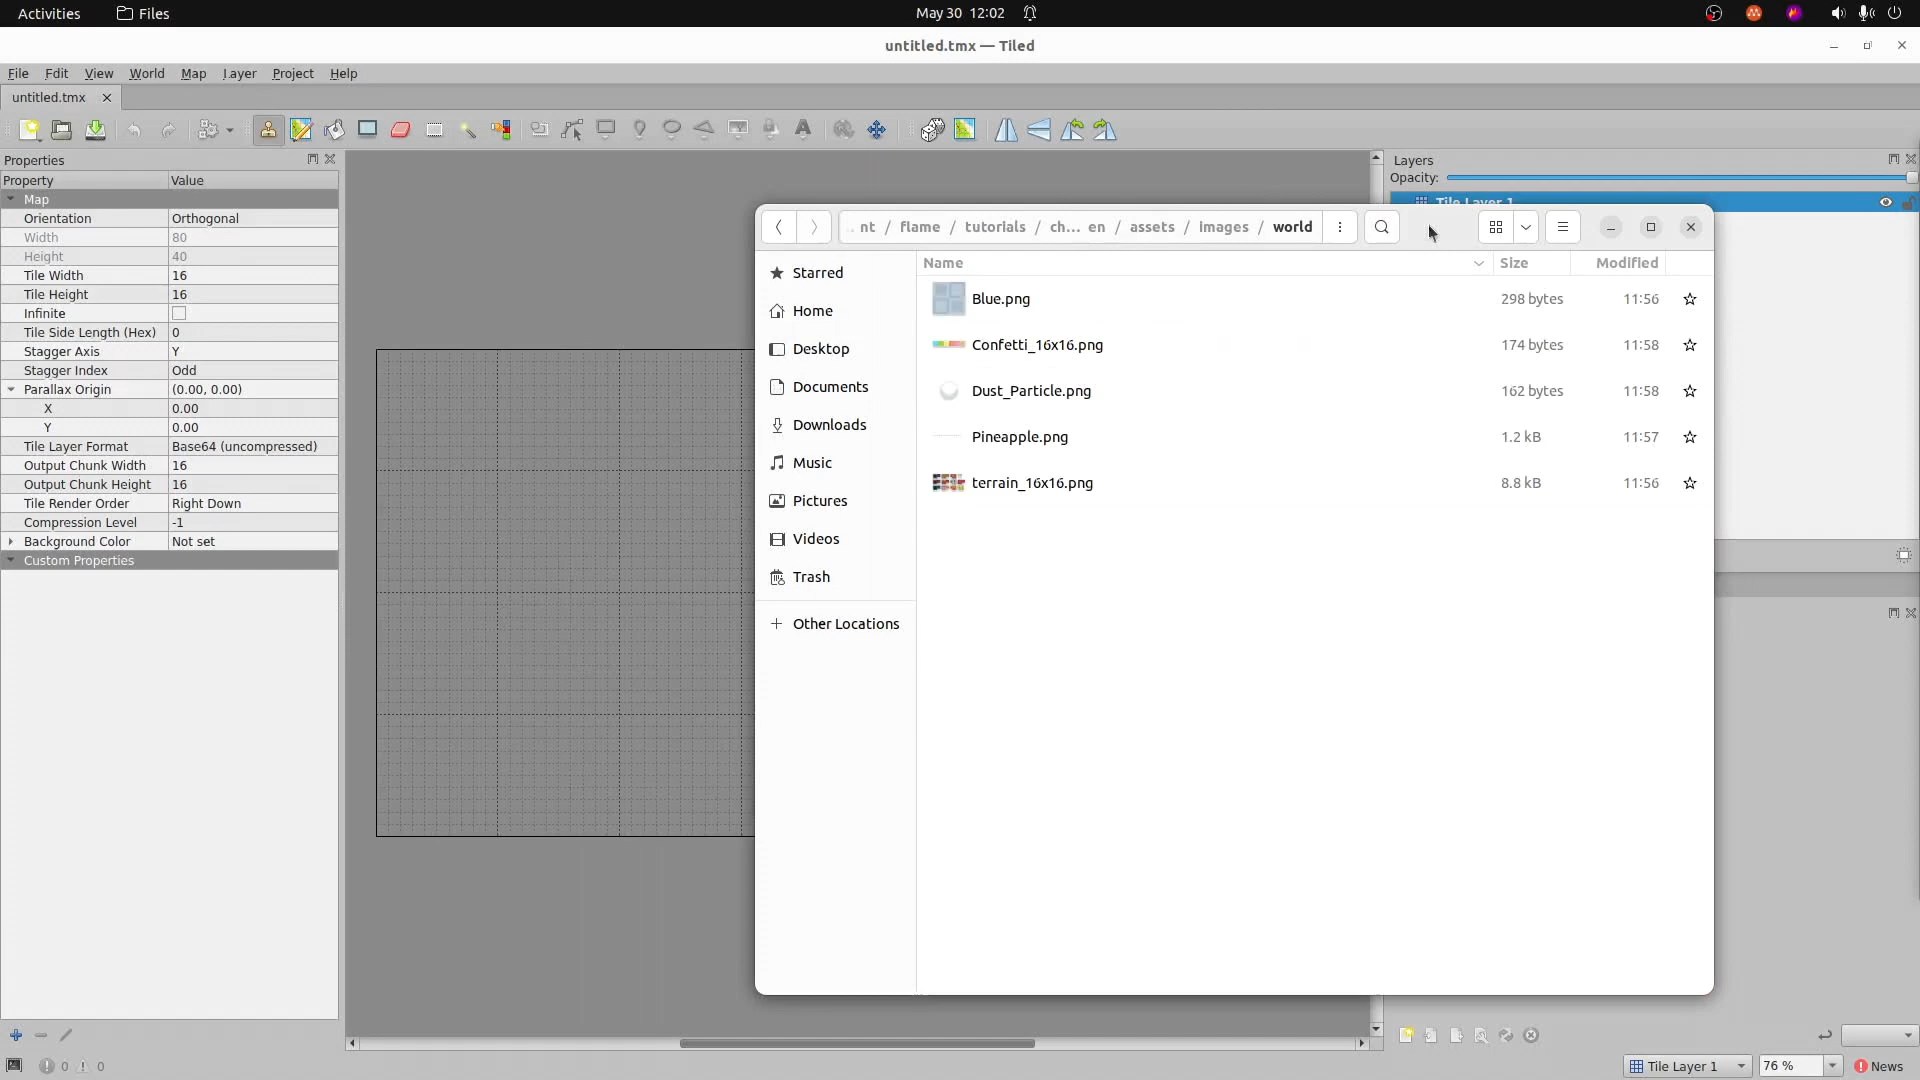 Activities
Files
May 30 12:02
untitled.tmx — Tiled
File Edit View World Map Layer Project Help
untitled.tmx
Properties
Property Value
Map
Orientation Orthogonal
Width 80
Height 40
Tile Width 16
Tile Height 16
Infinite
Tile Side Length (Hex) 0
Stagger Axis Y
Stagger Index Odd
Parallax Origin (0.00, 0.00)
X 0.00
Y 0.00
Tile Layer Format Base64 (uncompressed)
Output Chunk Width 16
Output Chunk Height 16
Tile Render Order Right Down
Compression Level -1
Background Color Not set
Custom Properties
Layers
Opacity:
Tile Layer 1
nt / flame / tutorials / ch... en / assets / images / world
Starred
Home
Desktop
Documents
Downloads
Music
Pictures
Videos
Trash
Other Locations
Name Size Modified
Blue.png 298 bytes 11:56
Confetti_16x16.png 174 bytes 11:58
Dust_Particle.png 162 bytes 11:58
Pineapple.png 1.2 kB 11:57
terrain_16x16.png 8.8 kB 11:56
0 0
Tile Layer 1
76 %
News